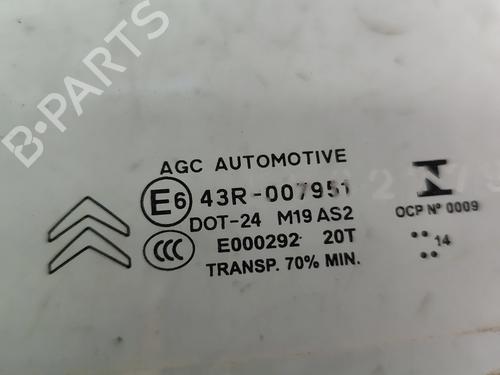 B-PARTS
AGC AUTOMOTIVE
E6 43R-007951
DOT-24 M19 AS2
CCC E000292 20T
TRANSP. 70% MIN.
OCP Nº 0009
14